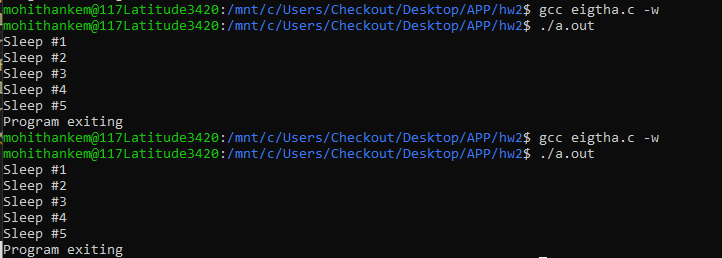 mohithankem@117Latitude3420:/mnt/c/Users/Checkout/Desktop/APP/hw2$ gcc eigtha.c -w
mohithankem@117Latitude3420:/mnt/c/Users/Checkout/Desktop/APP/hw2$ ./a.out
Sleep #1
Sleep #2
Sleep #3
Sleep #4
Sleep #5
Program exiting
mohithankem@117Latitude3420:/mnt/c/Users/Checkout/Desktop/APP/hw2$ gcc eigtha.c -w
mohithankem@117Latitude3420:/mnt/c/Users/Checkout/Desktop/APP/hw2$ ./a.out
Sleep #1
Sleep #2
Sleep #3
Sleep #4
Sleep #5
Program exiting